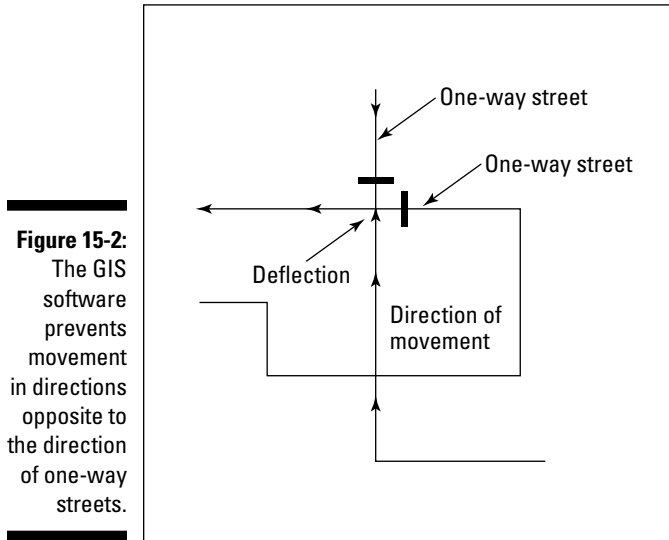 Figure 15-2:
The GIS
software
prevents
movement
in directions
opposite to
the direction
of one-way
streets.
One-way street
One-way street
Deflection
Direction of
movement